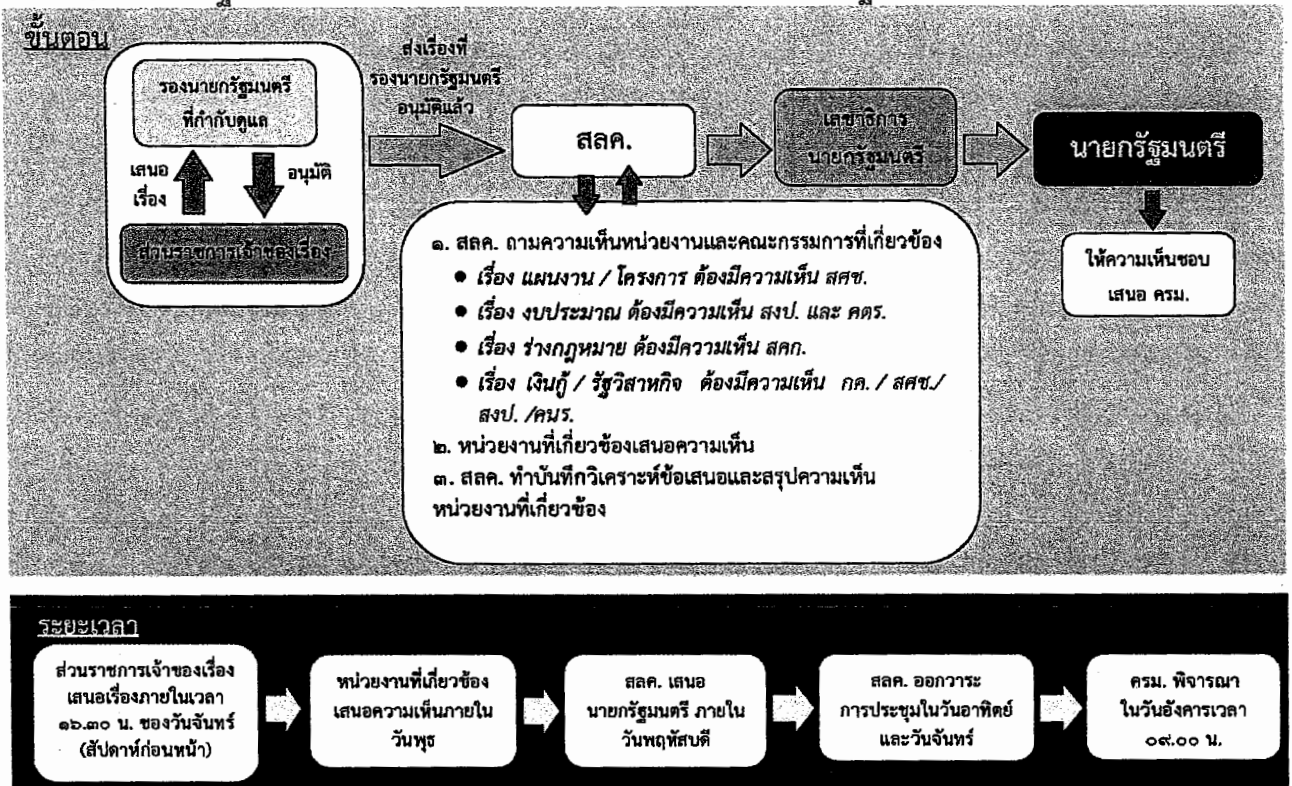 ขั้นตอน
รองนายกรัฐมนตรี
ที่กำกับดูแล
เสนอ
เรื่อง
อนุมัติ
ส่วนราชการเจ้าของเรื่อง
ส่งเรื่องที่
รองนายกรัฐมนตรี
อนุมัติแล้ว
สลค.
เลขาธิการ
นายกรัฐมนตรี
นายกรัฐมนตรี
ให้ความเห็นชอบ
เสนอ ครม.
๑. สลค. ถามความเห็นหน่วยงานและคณะกรรมการที่เกี่ยวข้อง
● เรื่อง แผนงาน / โครงการ ต้องมีความเห็น สศช.
● เรื่อง งบประมาณ ต้องมีความเห็น สงป. และ คตร.
● เรื่อง ร่างกฎหมาย ต้องมีความเห็น สคก.
● เรื่อง เงินกู้ / รัฐวิสาหกิจ ต้องมีความเห็น กค. / สศช./
สงป. /คนร.
๒. หน่วยงานที่เกี่ยวข้องเสนอความเห็น
๓. สลค. ทำบันทึกวิเคราะห์ข้อเสนอและสรุปความเห็น
หน่วยงานที่เกี่ยวข้อง
ระยะเวลา
ส่วนราชการเจ้าของเรื่อง
เสนอเรื่องภายในเวลา
๑๖.๓๐ น. ของวันจันทร์
(สัปดาห์ก่อนหน้า)
หน่วยงานที่เกี่ยวข้อง
เสนอความเห็นภายใน
วันพุธ
สลค. เสนอ
นายกรัฐมนตรี ภายใน
วันพฤหัสบดี
สลค. ออกวาระ
การประชุมในวันอาทิตย์
และวันจันทร์
ครม. พิจารณา
ในวันอังคารเวลา
๐๙.๐๐ น.